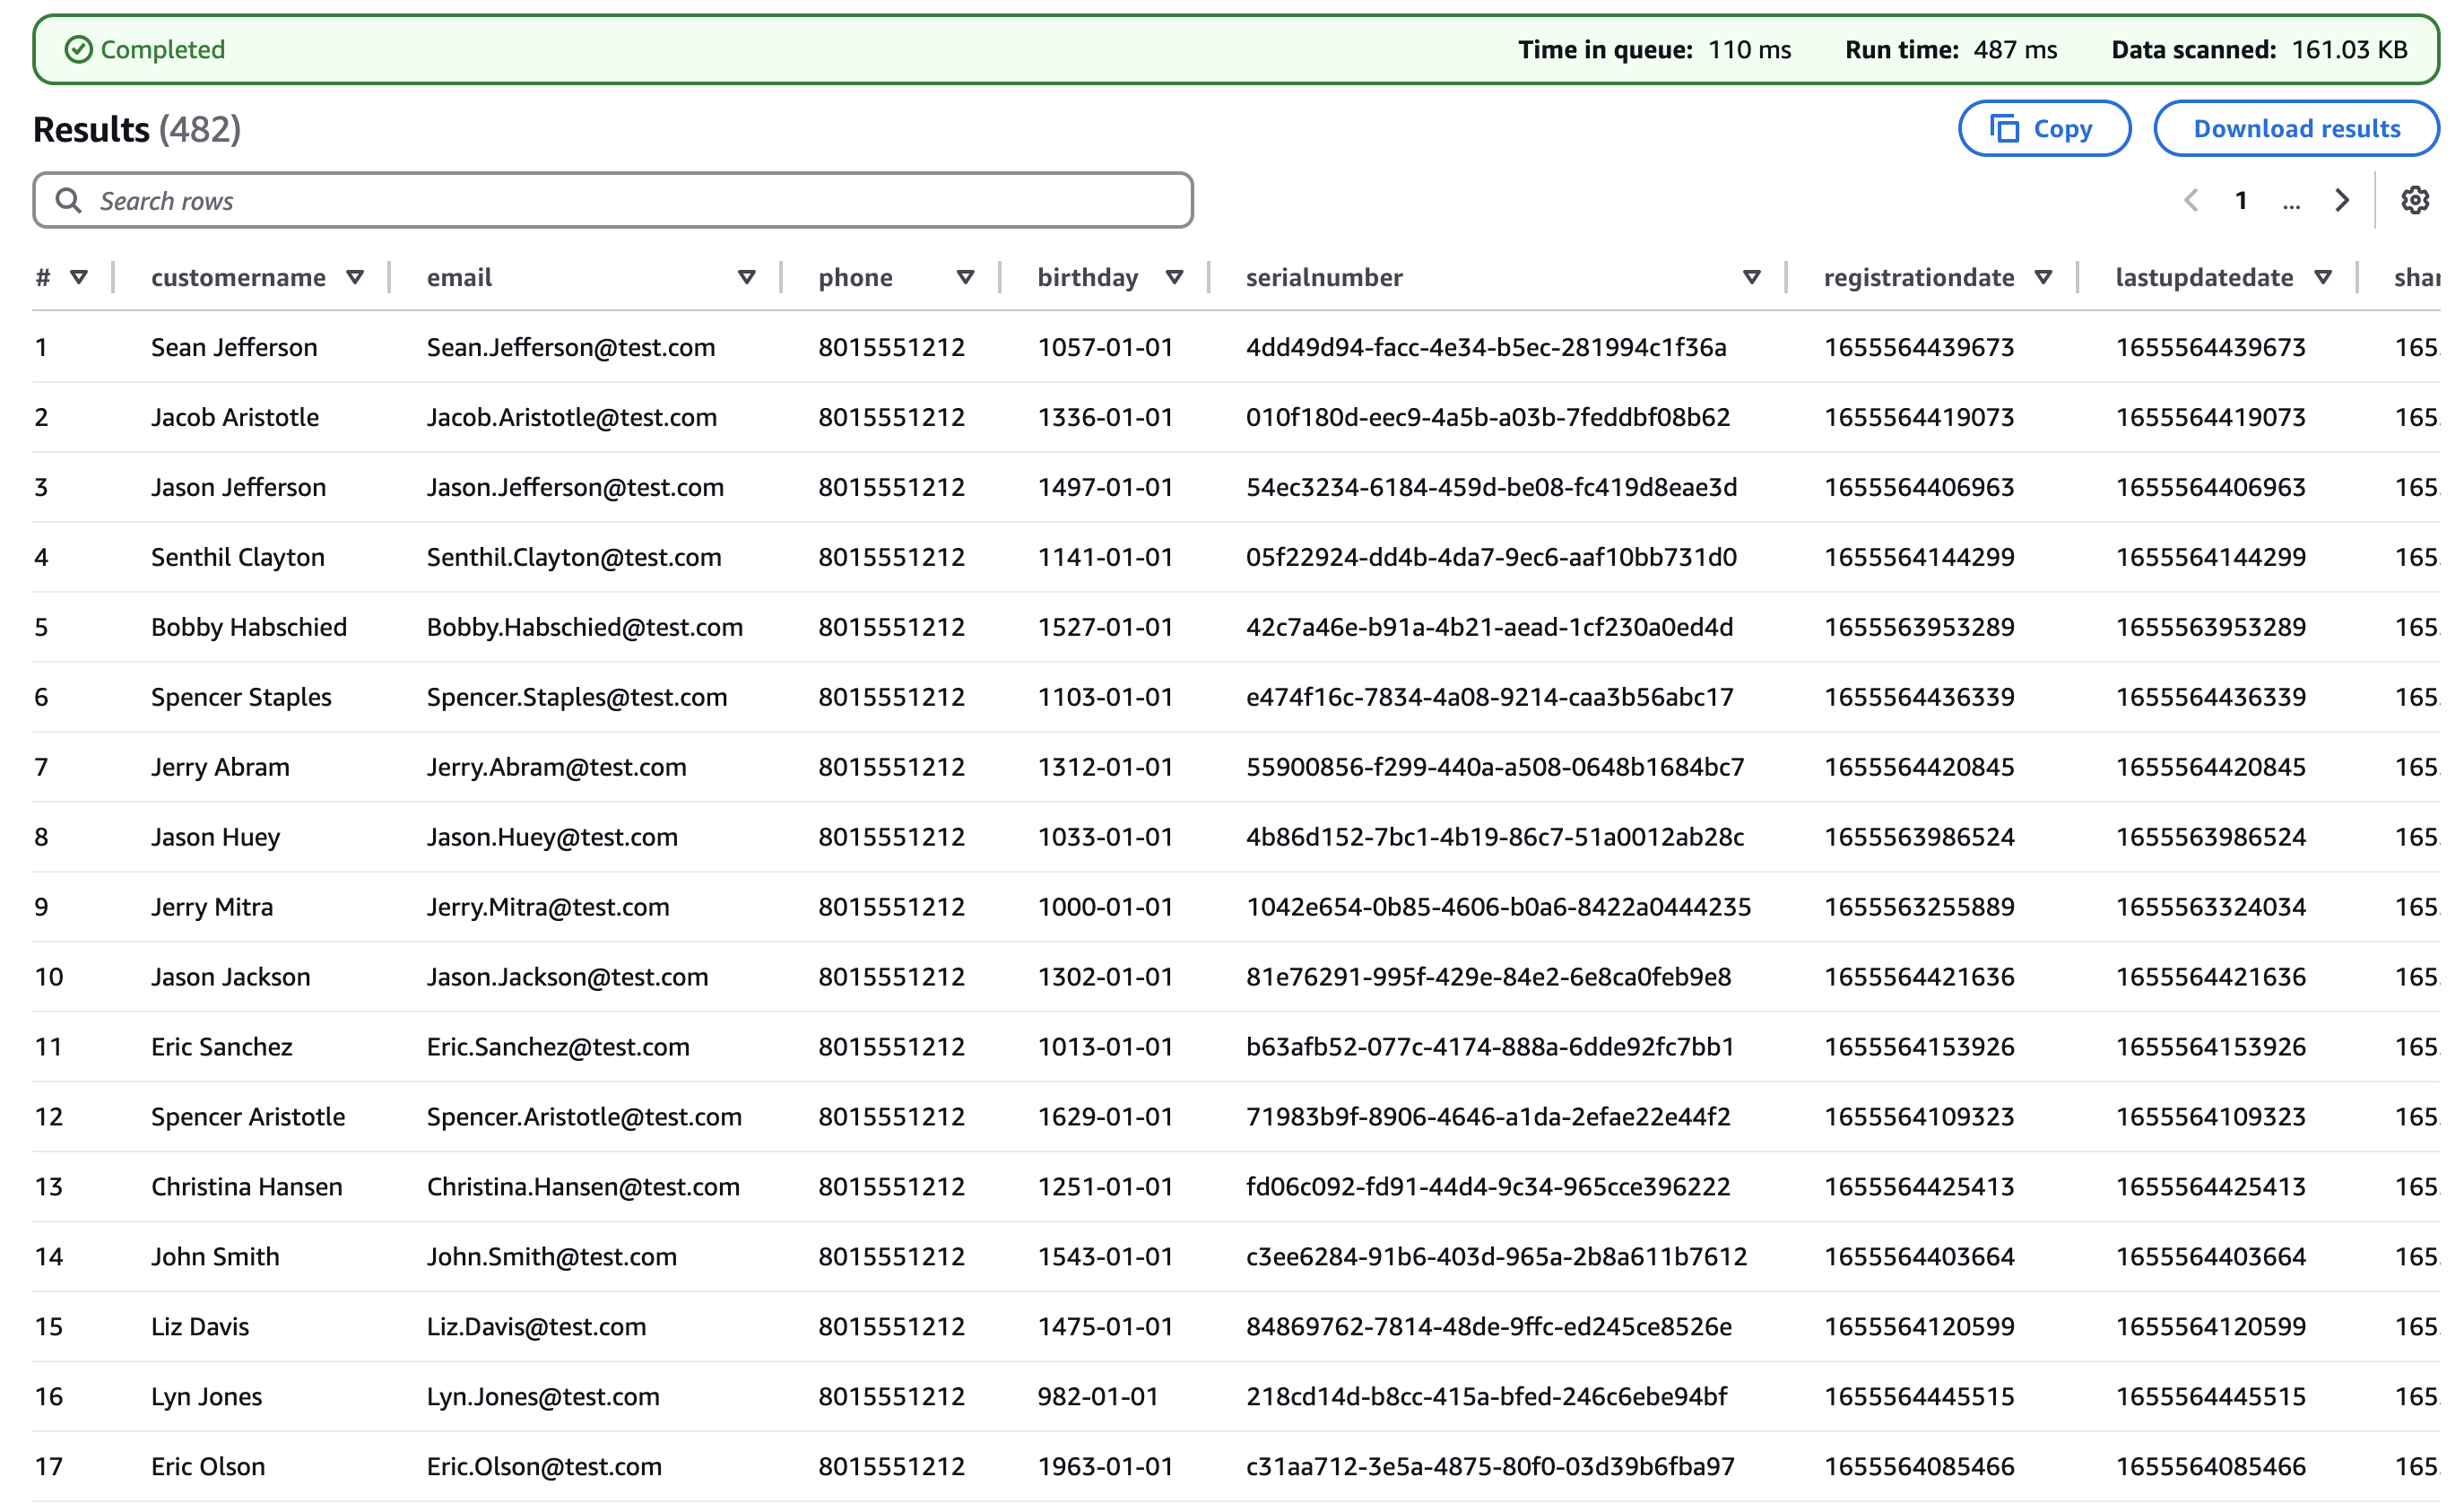 Completed Time in queue: 110 ms Run time: 487 ms Data scanned: 161.03 KB
Results (482) Copy Download results
Search rows 1 ...
# customername email phone birthday serialnumber registrationdate lastupdatedate shar
1 Sean Jefferson Sean.Jefferson@test.com 8015551212 1057-01-01 4dd49d94-facc-4e34-b5ec-281994c1f36a 1655564439673 1655564439673 165
2 Jacob Aristotle Jacob.Aristotle@test.com 8015551212 1336-01-01 010f180d-eec9-4a5b-a03b-7feddbf08b62 1655564419073 1655564419073 165
3 Jason Jefferson Jason.Jefferson@test.com 8015551212 1497-01-01 54ec3234-6184-459d-be08-fc419d8eae3d 1655564406963 1655564406963 165
4 Senthil Clayton Senthil.Clayton@test.com 8015551212 1141-01-01 05f22924-dd4b-4da7-9ec6-aaf10bb731d0 1655564144299 1655564144299 165
5 Bobby Habschied Bobby.Habschied@test.com 8015551212 1527-01-01 42c7a46e-b91a-4b21-aead-1cf230a0ed4d 1655563953289 1655563953289 165
6 Spencer Staples Spencer.Staples@test.com 8015551212 1103-01-01 e474f16c-7834-4a08-9214-caa3b56abc17 1655564436339 1655564436339 165
7 Jerry Abram Jerry.Abram@test.com 8015551212 1312-01-01 55900856-f299-440a-a508-0648b1684bc7 1655564420845 1655564420845 165
8 Jason Huey Jason.Huey@test.com 8015551212 1033-01-01 4b86d152-7bc1-4b19-86c7-51a0012ab28c 1655563986524 1655563986524 165
9 Jerry Mitra Jerry.Mitra@test.com 8015551212 1000-01-01 1042e654-0b85-4606-b0a6-8422a0444235 1655563255889 1655563324034 165
10 Jason Jackson Jason.Jackson@test.com 8015551212 1302-01-01 81e76291-995f-429e-84e2-6e8ca0feb9e8 1655564421636 1655564421636 165
11 Eric Sanchez Eric.Sanchez@test.com 8015551212 1013-01-01 b63afb52-077c-4174-888a-6dde92fc7bb1 1655564153926 1655564153926 165
12 Spencer Aristotle Spencer.Aristotle@test.com 8015551212 1629-01-01 71983b9f-8906-4646-a1da-2efae22e44f2 1655564109323 1655564109323 165
13 Christina Hansen Christina.Hansen@test.com 8015551212 1251-01-01 fd06c092-fd91-44d4-9c34-965cce396222 1655564425413 1655564425413 165
14 John Smith John.Smith@test.com 8015551212 1543-01-01 c3ee6284-91b6-403d-965a-2b8a611b7612 1655564403664 1655564403664 165
15 Liz Davis Liz.Davis@test.com 8015551212 1475-01-01 84869762-7814-48de-9ffc-ed245ce8526e 1655564120599 1655564120599 165
16 Lyn Jones Lyn.Jones@test.com 8015551212 982-01-01 218cd14d-b8cc-415a-bfed-246c6ebe94bf 1655564445515 1655564445515 165
17 Eric Olson Eric.Olson@test.com 8015551212 1963-01-01 c31aa712-3e5a-4875-80f0-03d39b6fba97 1655564085466 1655564085466 165